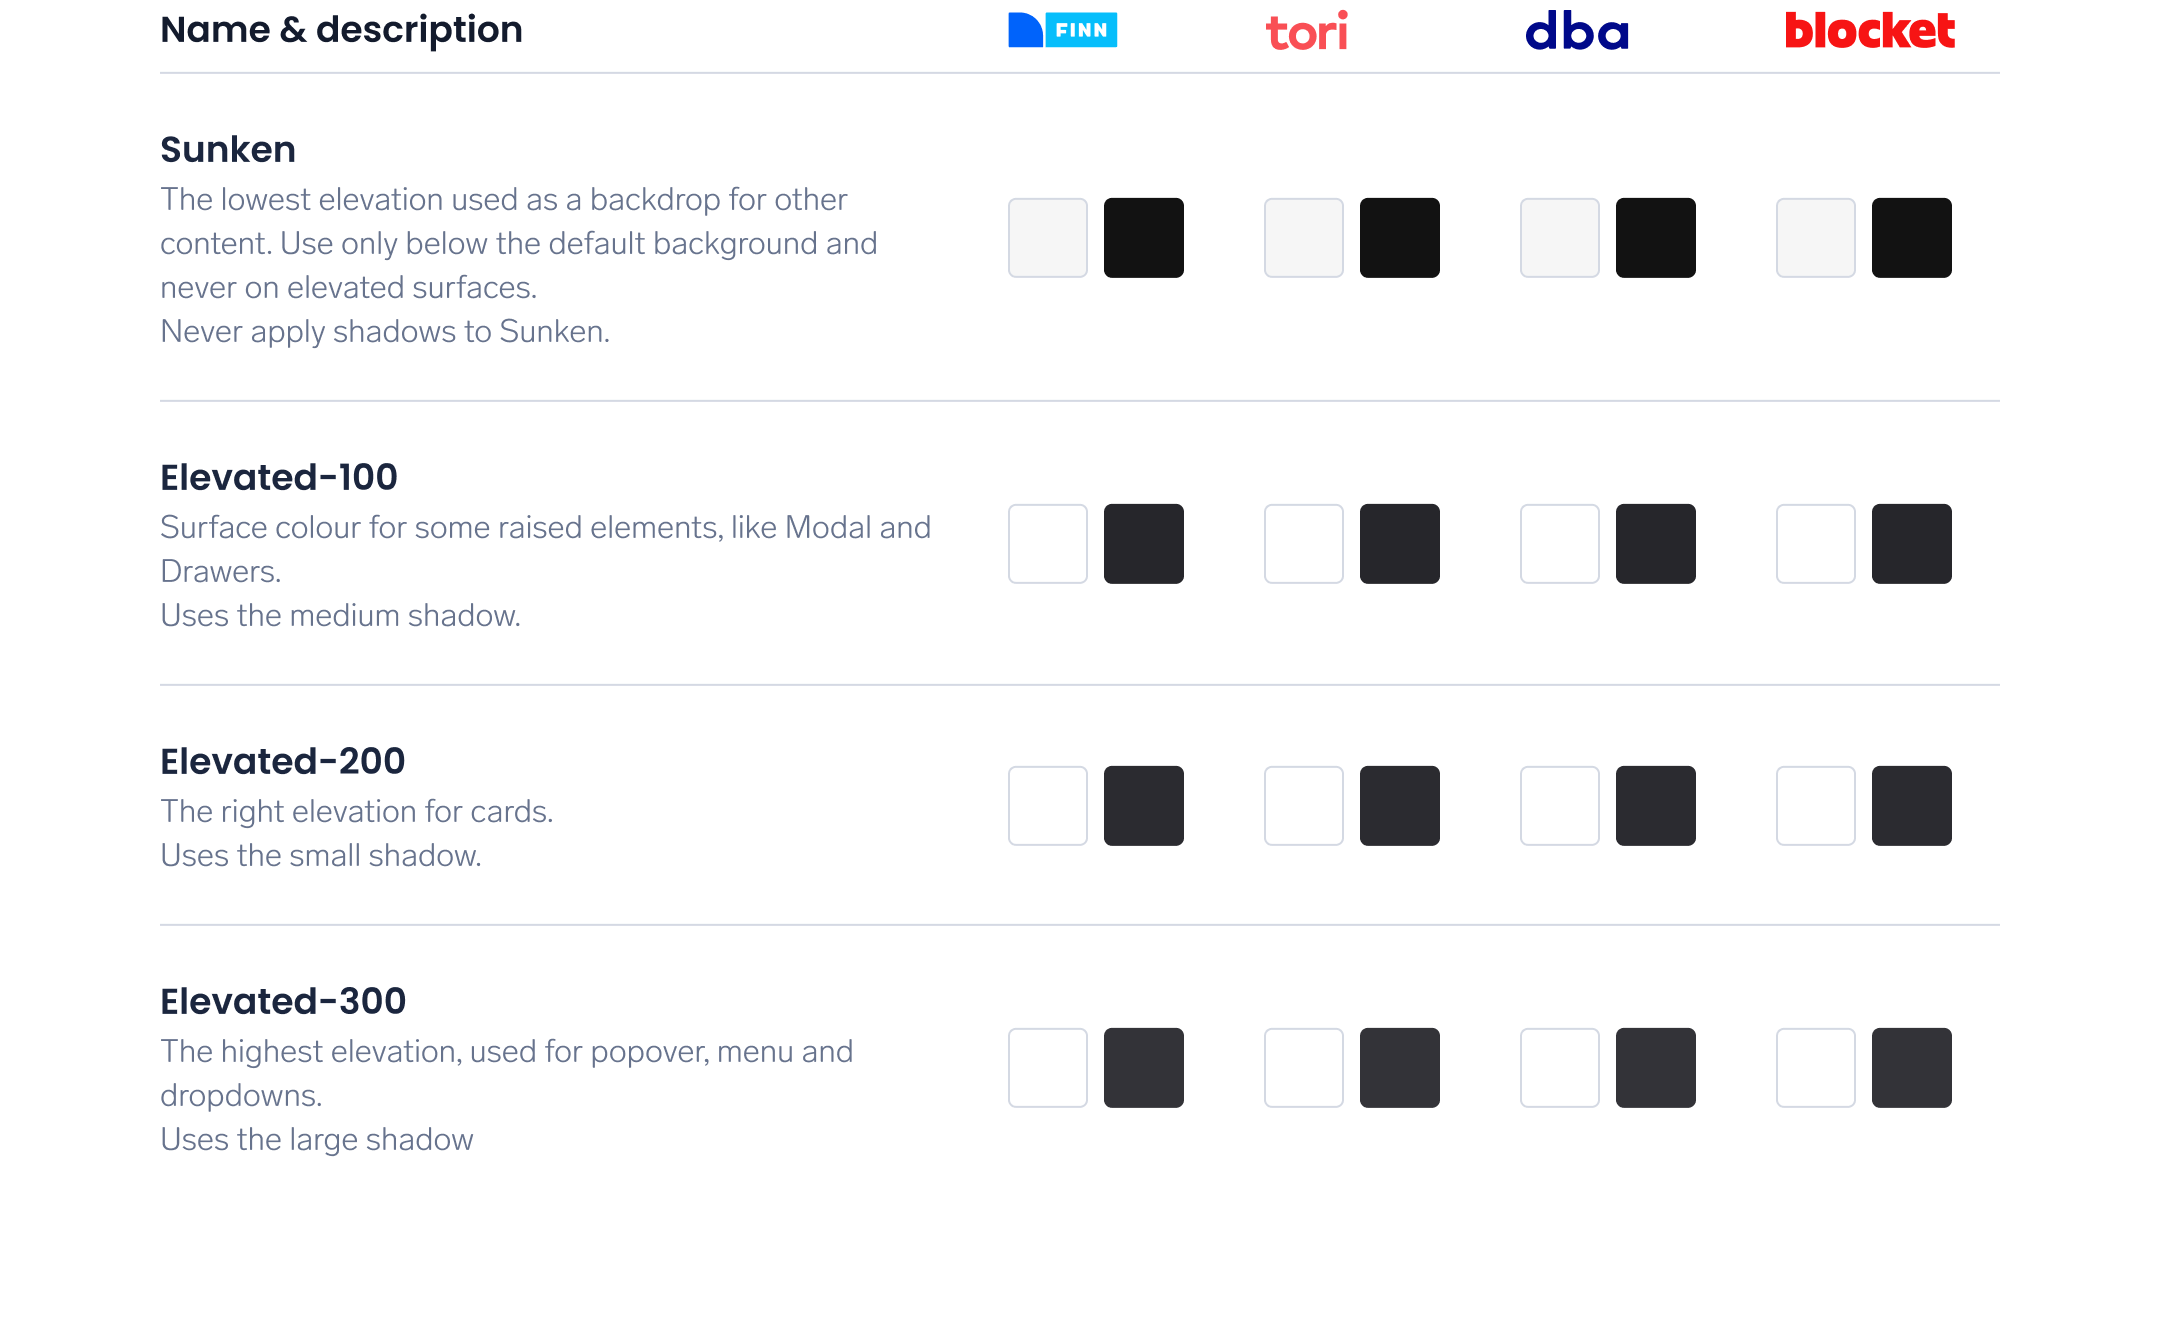 Name & description
FINN
tori
dba
blocket
Sunken
The lowest elevation used as a backdrop for other
content. Use only below the default background and
never on elevated surfaces.
Never apply shadows to Sunken.
Elevated-100
Surface colour for some raised elements, like Modal and
Drawers.
Uses the medium shadow.
Elevated-200
The right elevation for cards.
Uses the small shadow.
Elevated-300
The highest elevation, used for popover, menu and
dropdowns.
Uses the large shadow